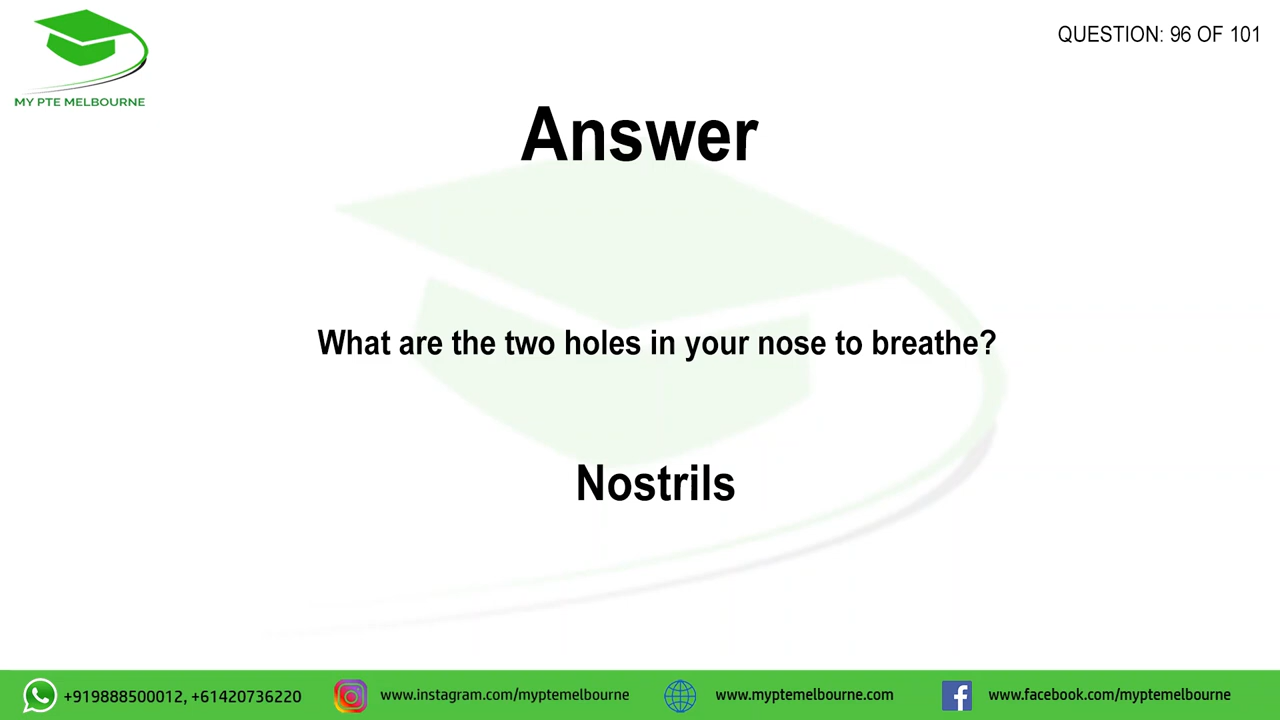 QUESTION: 96 OF 101
MY PTE MELBOURNE
Answer
What are the two holes in your nose to breathe?
Nostrils
+919888500012, +61420736220 www.instagram.com/myptemelbourne www.myptemelbourne.com www.facebook.com/myptemelbourne